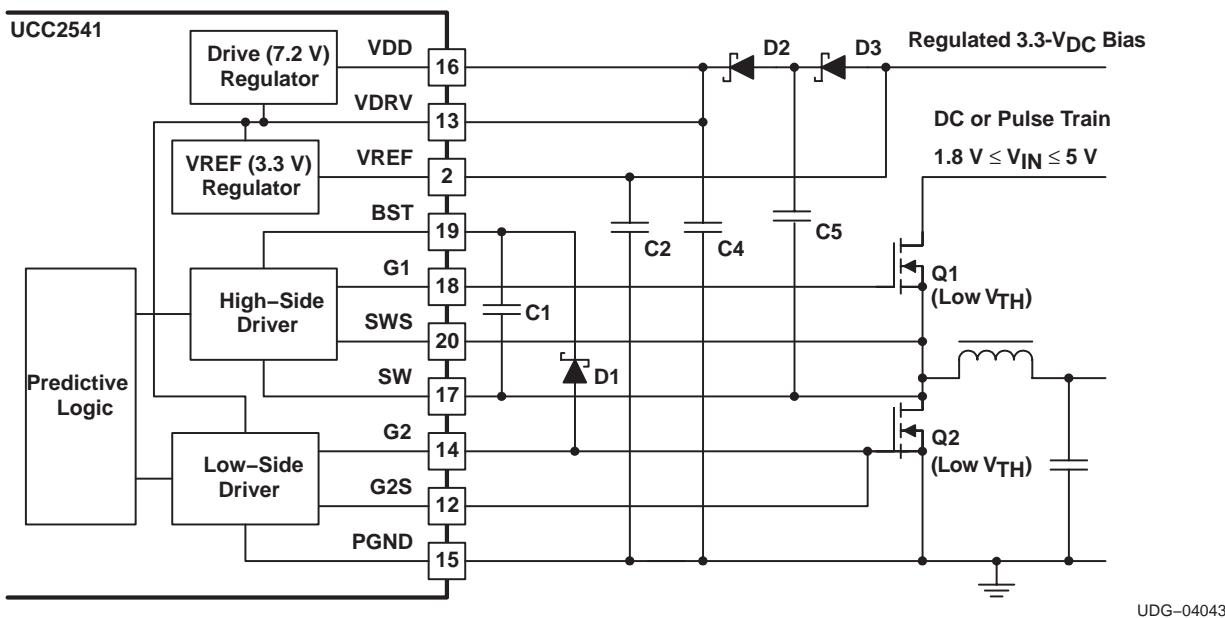 UCC2541
Drive (7.2 V)
Regulator
VREF (3.3 V)
Regulator
Predictive
Logic
High−Side
Driver
Low−Side
Driver
VDD
16
VDRV
13
VREF
2
BST
19
G1
18
SWS
20
SW
17
G2
14
G2S
12
PGND
15
D2
D3
Regulated 3.3-VDC Bias
DC or Pulse Train
1.8 V ≤ VIN ≤ 5 V
C2
C4
C5
C1
D1
Q1
(Low VTH)
Q2
(Low VTH)
UDG−04043